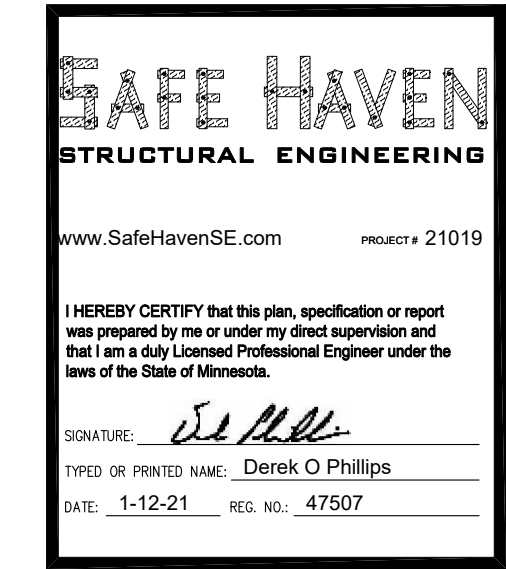 SAFE HAVEN
STRUCTURAL ENGINEERING
www.SafeHavenSE.com PROJECT # 21019
I HEREBY CERTIFY that this plan, specification or report
was prepared by me or under my direct supervision and
that I am a duly Licensed Professional Engineer under the
laws of the State of Minnesota.
SIGNATURE:
TYPED OR PRINTED NAME: Derek O Phillips
DATE: 1-12-21 REG. NO.: 47507